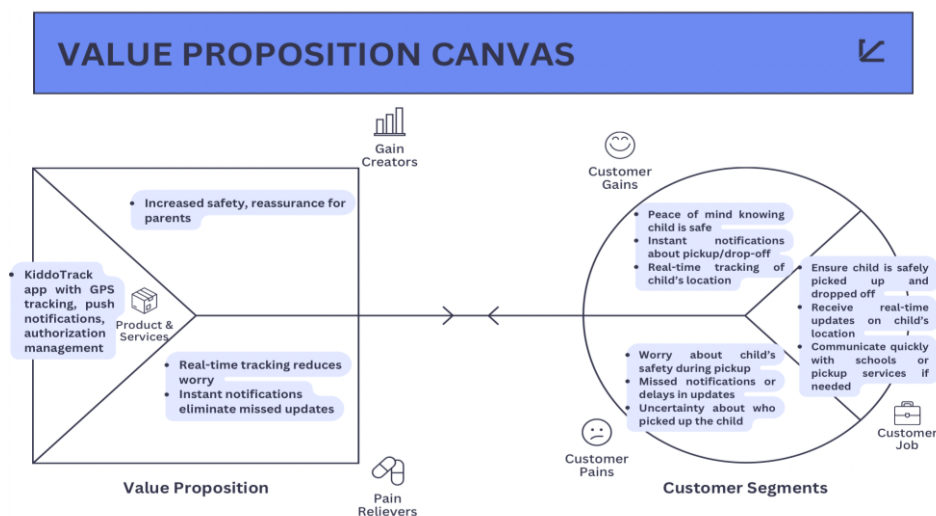 VALUE PROPOSITION CANVAS
Gain
Creators
Customer
Gains
• Increased safety, reassurance for
parents
• KiddoTrack
app with GPS
tracking, push
notifications,
authorization
management
Product &
Services
• Real-time tracking reduces
worry
• Instant notifications
eliminate missed updates
• Peace of mind knowing
child is safe
• Instant notifications
about pickup/drop-off
• Real-time tracking of
child's location
• Ensure child is safely
picked up and
dropped off
• Receive real-time
updates on child's
location
• Communicate quickly
with schools or
pickup services if
needed
• Worry about child's
safety during pickup
• Missed notifications or
delays in updates
• Uncertainty about who
picked up the child
Customer
Job
Customer
Pains
Pain
Relievers
Value Proposition
Customer Segments